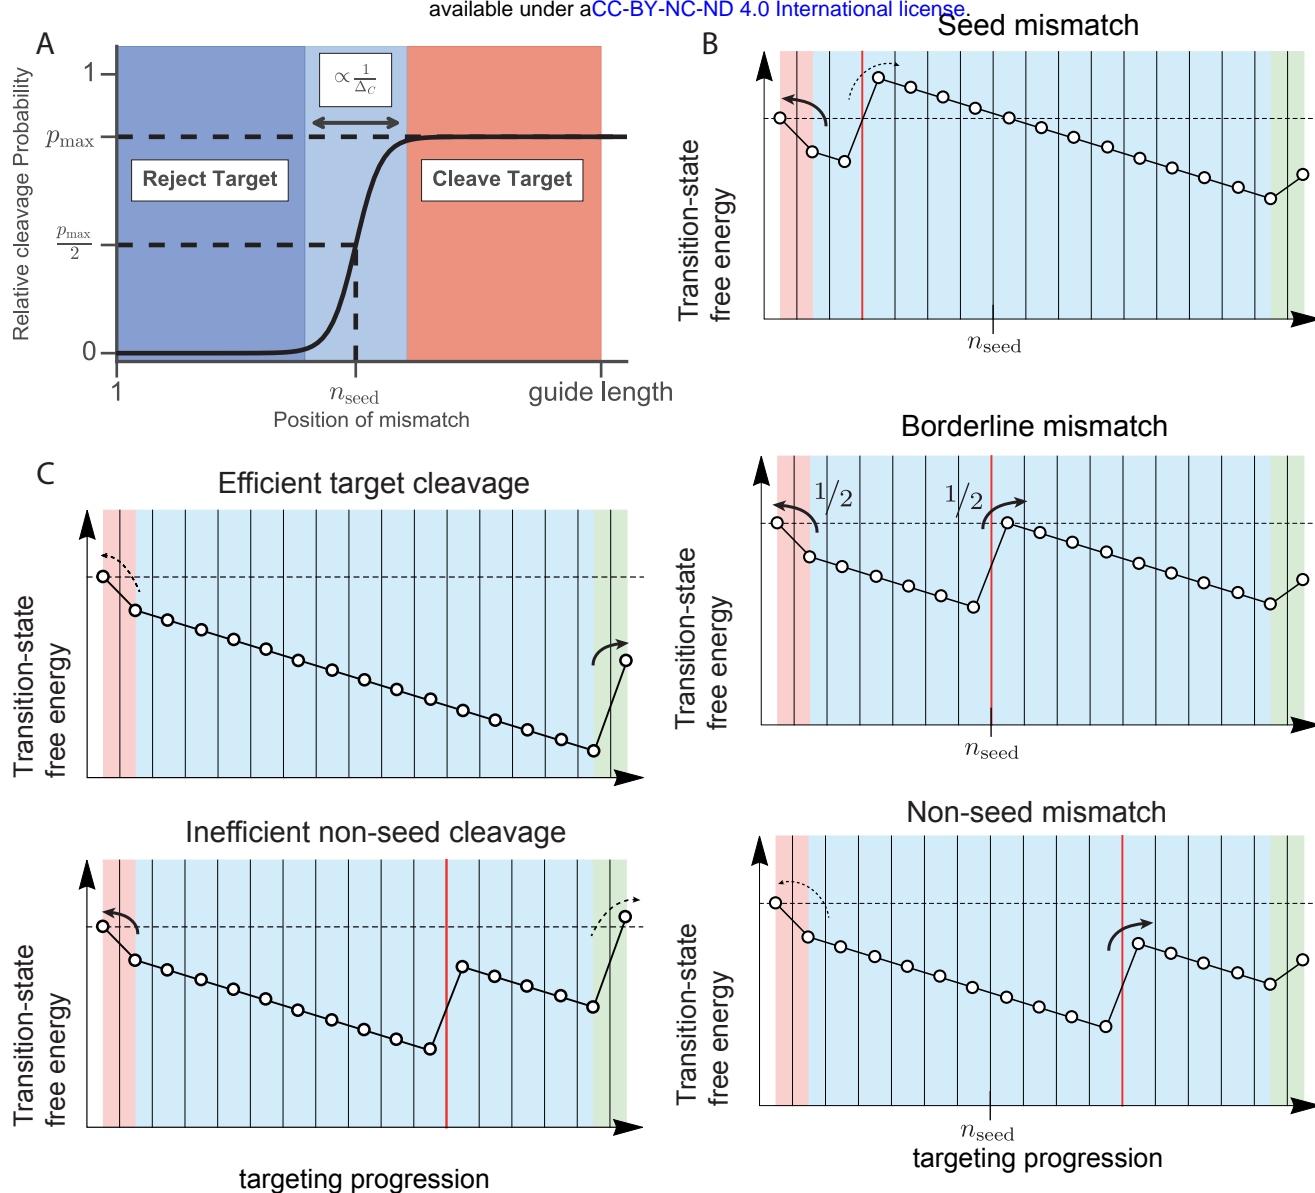 available under aCC-BY-NC-ND 4.0 International license.
A
Relative cleavage Probability
1
p_max
p_max/2
0
∝ 1/Δ_C
Reject Target
Cleave Target
1
n_seed
guide length
Position of mismatch
B
Seed mismatch
Transition-state
free energy
n_seed
Borderline mismatch
1/2
1/2
Transition-state
free energy
n_seed
Non-seed mismatch
Transition-state
free energy
n_seed
targeting progression
C
Efficient target cleavage
Transition-state
free energy
Inefficient non-seed cleavage
Transition-state
free energy
targeting progression